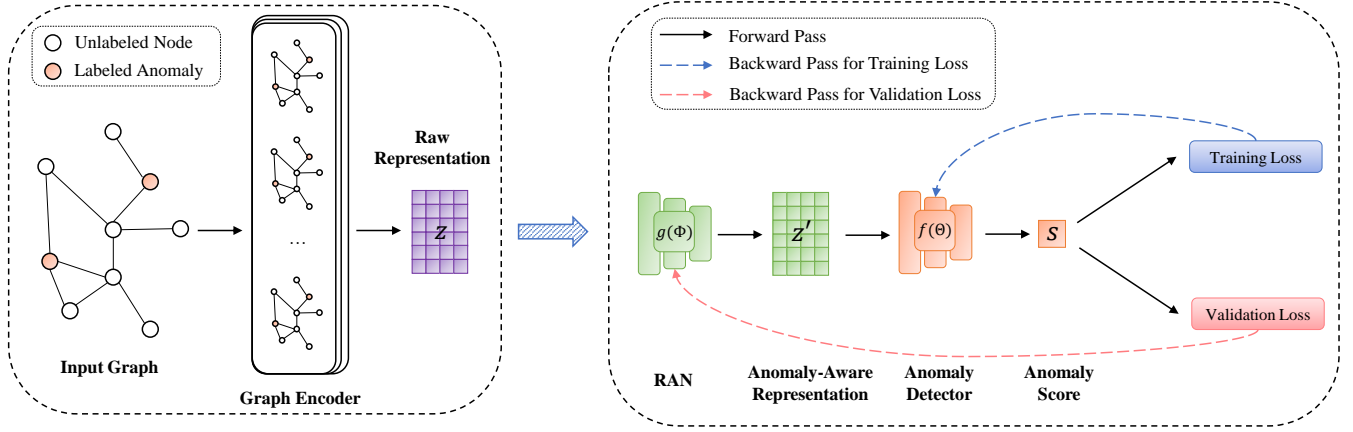 Unlabeled Node
Labeled Anomaly
Input Graph
...
Graph Encoder
Raw
Representation
Z
Forward Pass
Backward Pass for Training Loss
Backward Pass for Validation Loss
g(Φ)
Z′
f(Θ)
S
Training Loss
Validation Loss
RAN
Anomaly-Aware
Representation
Anomaly
Detector
Anomaly
Score